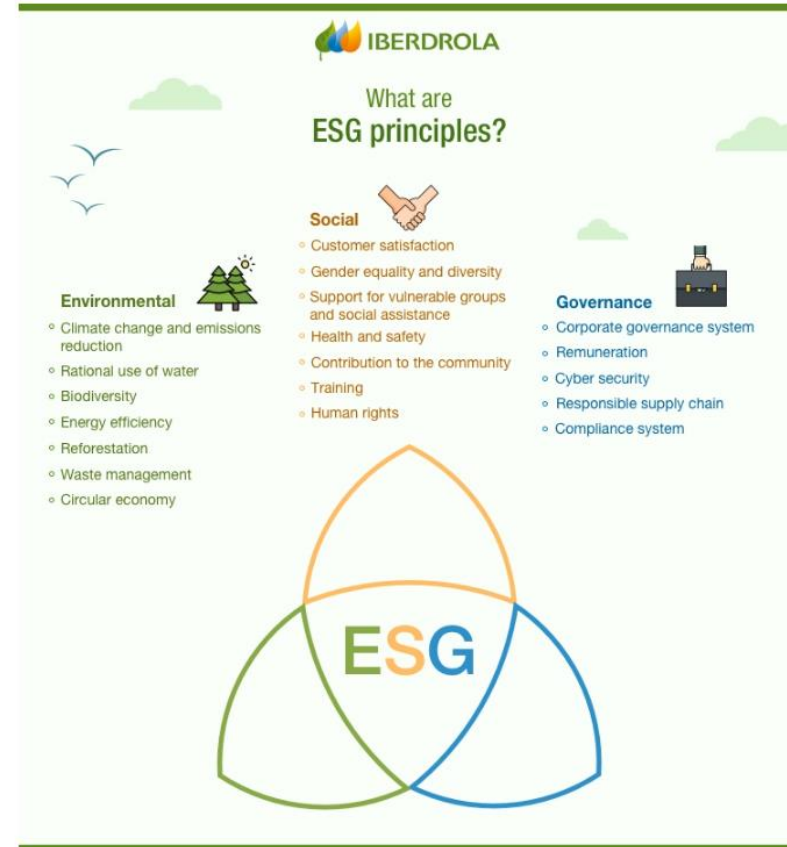 IBERDROLA
What are
ESG principles?
Social
Customer satisfaction
Gender equality and diversity
Support for vulnerable groups
and social assistance
Health and safety
Contribution to the community
Training
Human rights
Environmental
Climate change and emissions
reduction
Rational use of water
Biodiversity
Energy efficiency
Reforestation
Waste management
Circular economy
Governance
Corporate governance system
Remuneration
Cyber security
Responsible supply chain
Compliance system
ESG